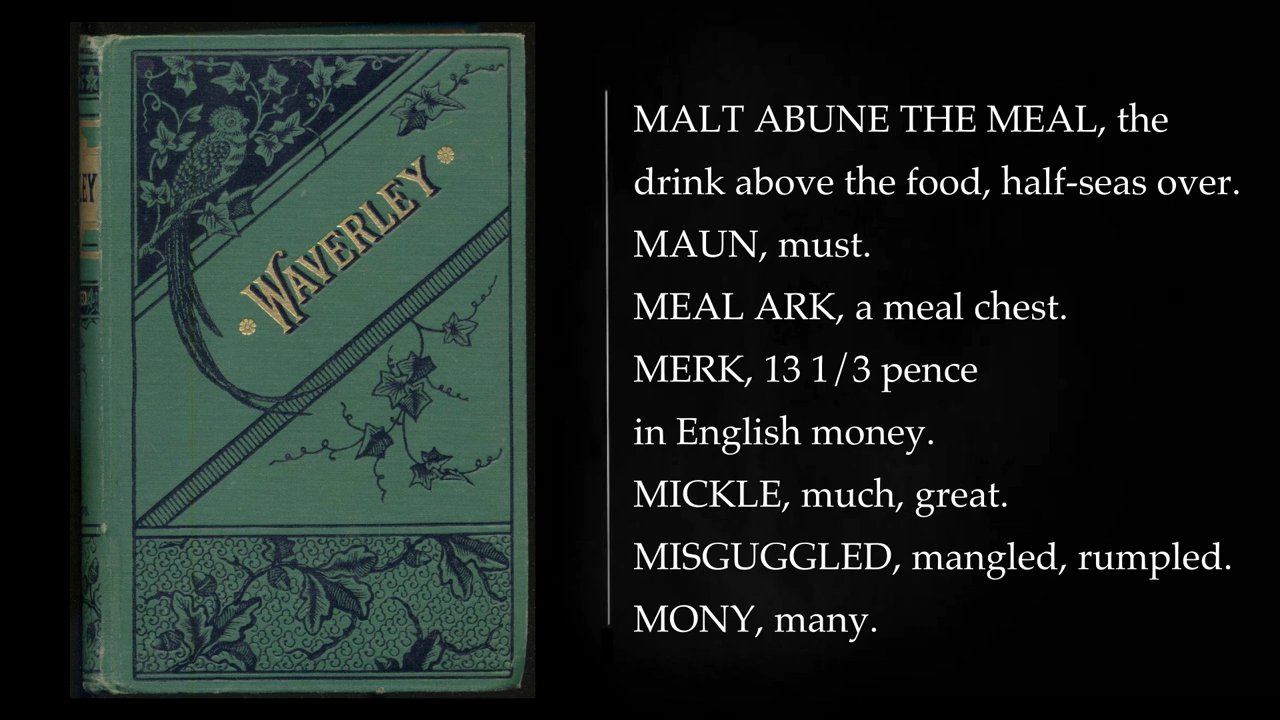 WAVERLEY
MALT ABUNE THE MEAL, the
drink above the food, half-seas over.
MAUN, must.
MEAL ARK, a meal chest.
MERK, 13 1/3 pence
in English money.
MICKLE, much, great.
MISGUGGLED, mangled, rumpled.
MONY, many.